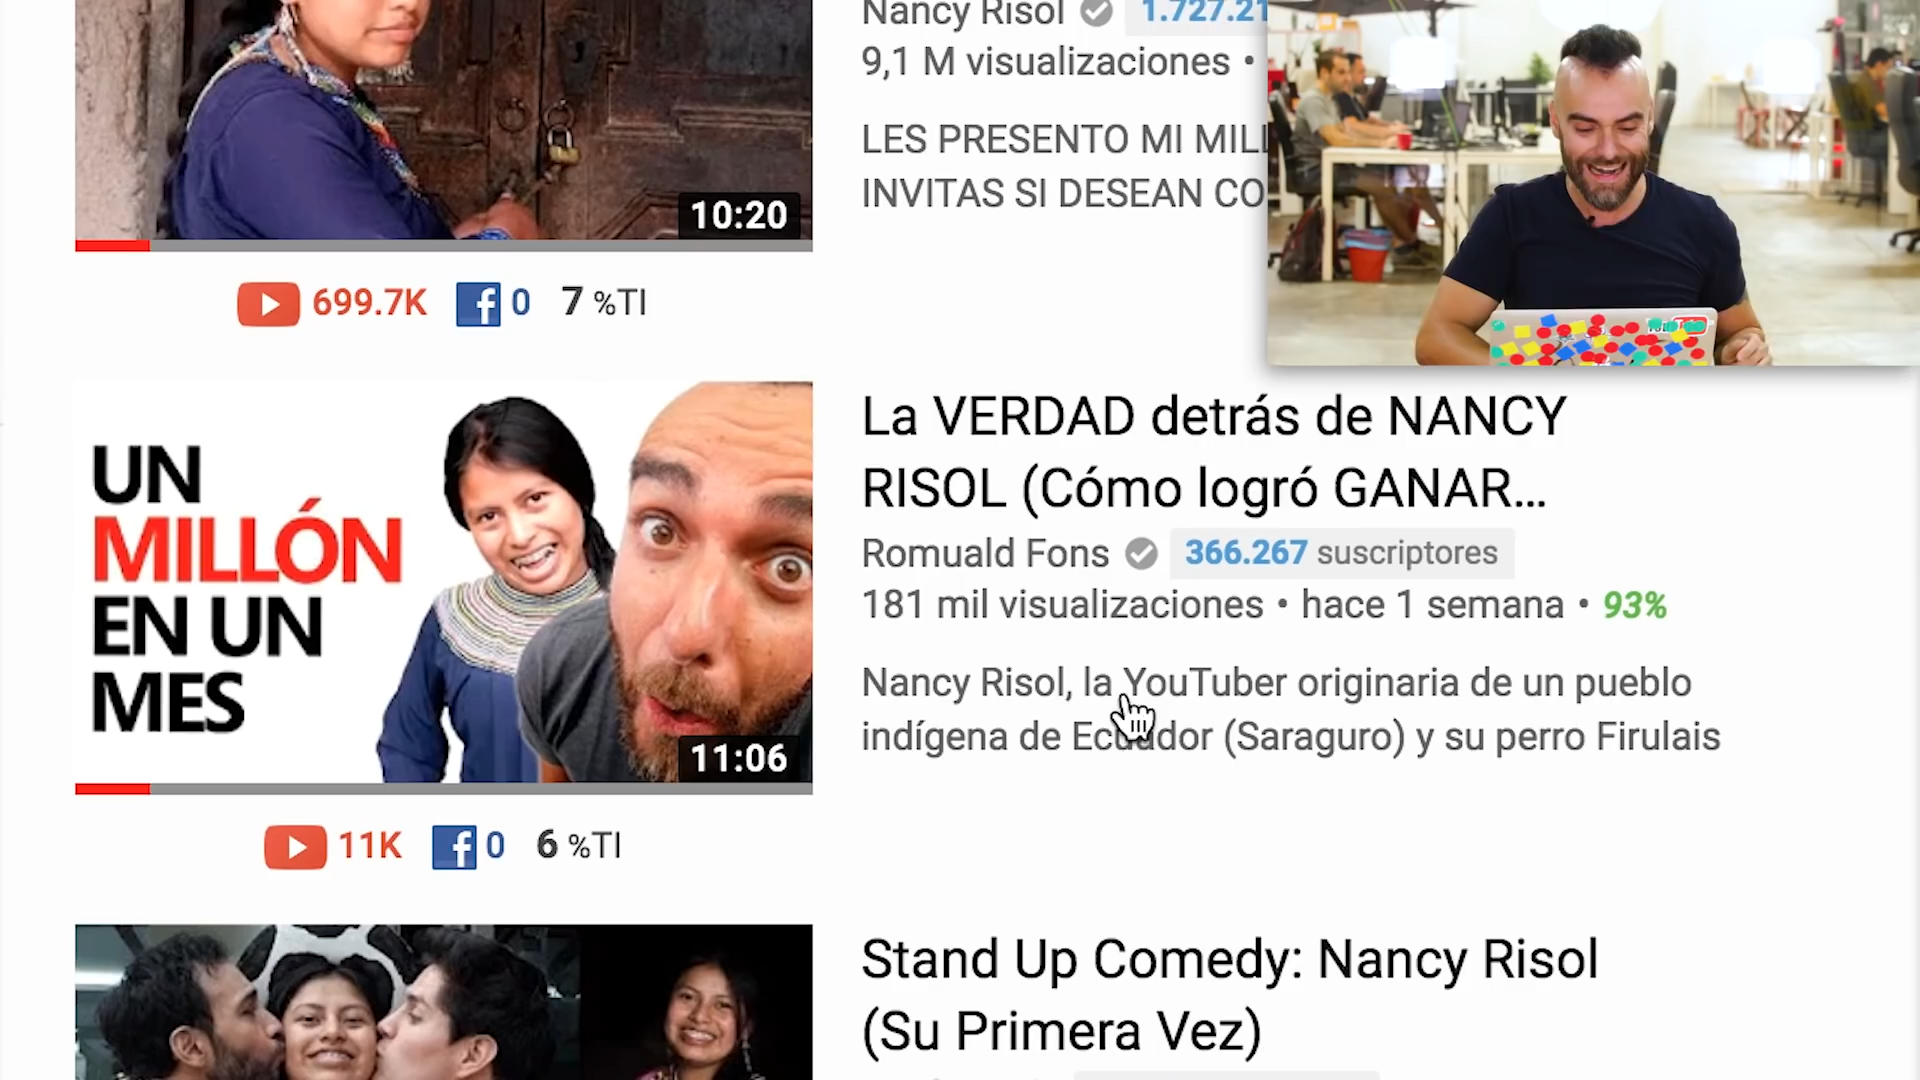 Nancy Risol 1.727.21
9,1 M visualizaciones •
LES PRESENTO MI MILL
INVITAS SI DESEAN CO
10:20
699.7K 0 7 %TI
La VERDAD detrás de NANCY
RISOL (Cómo logró GANAR...
Romuald Fons 366.267 suscriptores
181 mil visualizaciones • hace 1 semana • 93%
Nancy Risol, la YouTuber originaria de un pueblo
indígena de Ecuador (Saraguro) y su perro Firulais
UN
MILLÓN
EN UN
MES
11:06
11K 0 6 %TI
Stand Up Comedy: Nancy Risol
(Su Primera Vez)